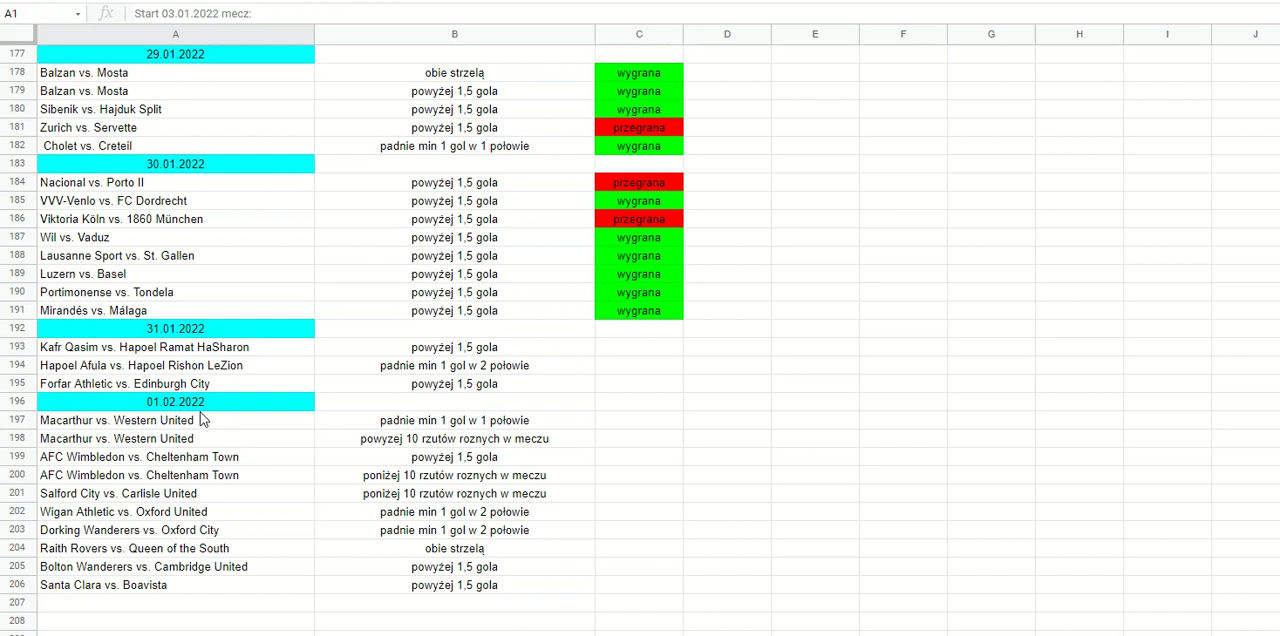 A1 fx Start 03.01.2022 mecz:
A B C D E F G H I J
177 29.01.2022
178 Balzan vs. Mosta obie strzelą wygrana
179 Balzan vs. Mosta powyżej 1,5 gola wygrana
180 Sibenik vs. Hajduk Split powyżej 1,5 gola wygrana
181 Zurich vs. Servette powyżej 1,5 gola przegrana
182 Cholet vs. Creteil padnie min 1 gol w 1 połowie wygrana
183 30.01.2022
184 Nacional vs. Porto II powyżej 1,5 gola przegrana
185 VVV-Venlo vs. FC Dordrecht powyżej 1,5 gola wygrana
186 Viktoria Köln vs. 1860 München powyżej 1,5 gola przegrana
187 Wil vs. Vaduz powyżej 1,5 gola wygrana
188 Lausanne Sport vs. St. Gallen powyżej 1,5 gola wygrana
189 Luzern vs. Basel powyżej 1,5 gola wygrana
190 Portimonense vs. Tondela powyżej 1,5 gola wygrana
191 Mirandés vs. Málaga powyżej 1,5 gola wygrana
192 31.01.2022
193 Kafr Qasim vs. Hapoel Ramat HaSharon powyżej 1,5 gola
194 Hapoel Afula vs. Hapoel Rishon LeZion padnie min 1 gol w 2 połowie
195 Forfar Athletic vs. Edinburgh City powyżej 1,5 gola
196 01.02.2022
197 Macarthur vs. Western United padnie min 1 gol w 1 połowie
198 Macarthur vs. Western United powyzej 10 rzutów roznych w meczu
199 AFC Wimbledon vs. Cheltenham Town powyżej 1,5 gola
200 AFC Wimbledon vs. Cheltenham Town poniżej 10 rzutów roznych w meczu
201 Salford City vs. Carlisle United poniżej 10 rzutów roznych w meczu
202 Wigan Athletic vs. Oxford United padnie min 1 gol w 2 połowie
203 Dorking Wanderers vs. Oxford City padnie min 1 gol w 2 połowie
204 Raith Rovers vs. Queen of the South obie strzelą
205 Bolton Wanderers vs. Cambridge United powyżej 1,5 gola
206 Santa Clara vs. Boavista powyżej 1,5 gola
207
208